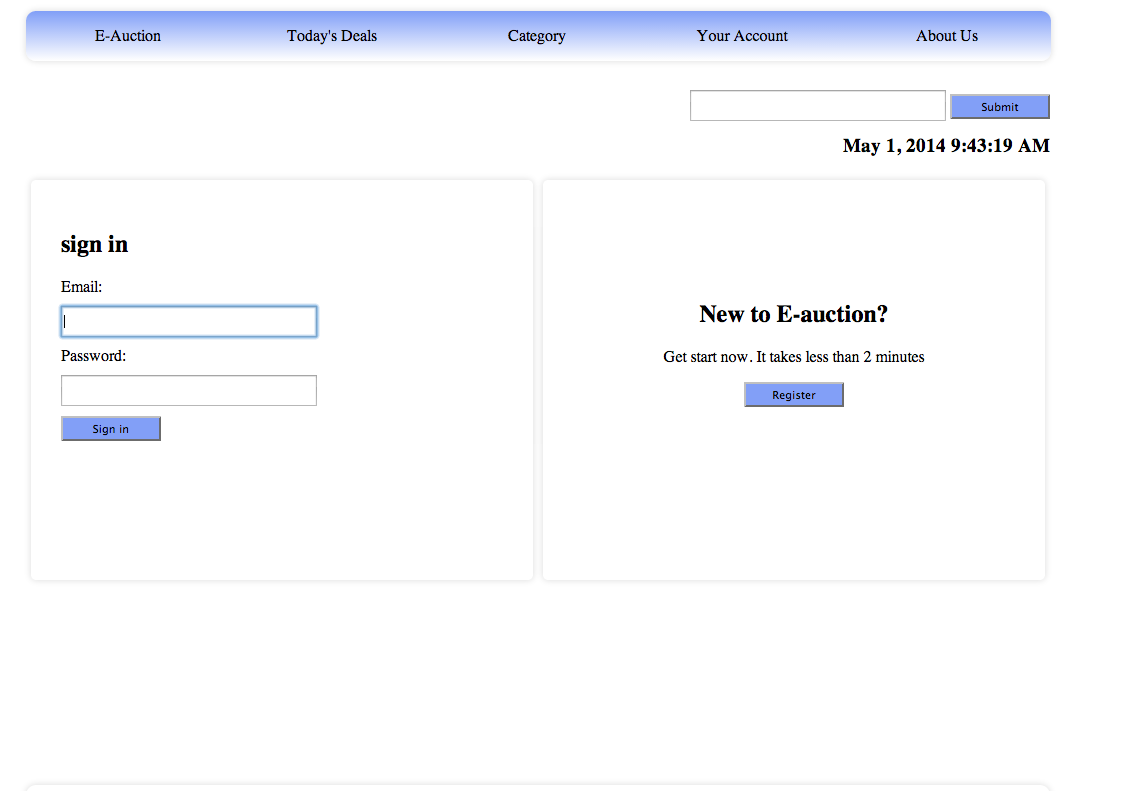 E-Auction Today's Deals Category Your Account About Us
Submit
May 1, 2014 9:43:19 AM
sign in
Email:
Password:
Sign in
New to E-auction?
Get start now. It takes less than 2 minutes
Register